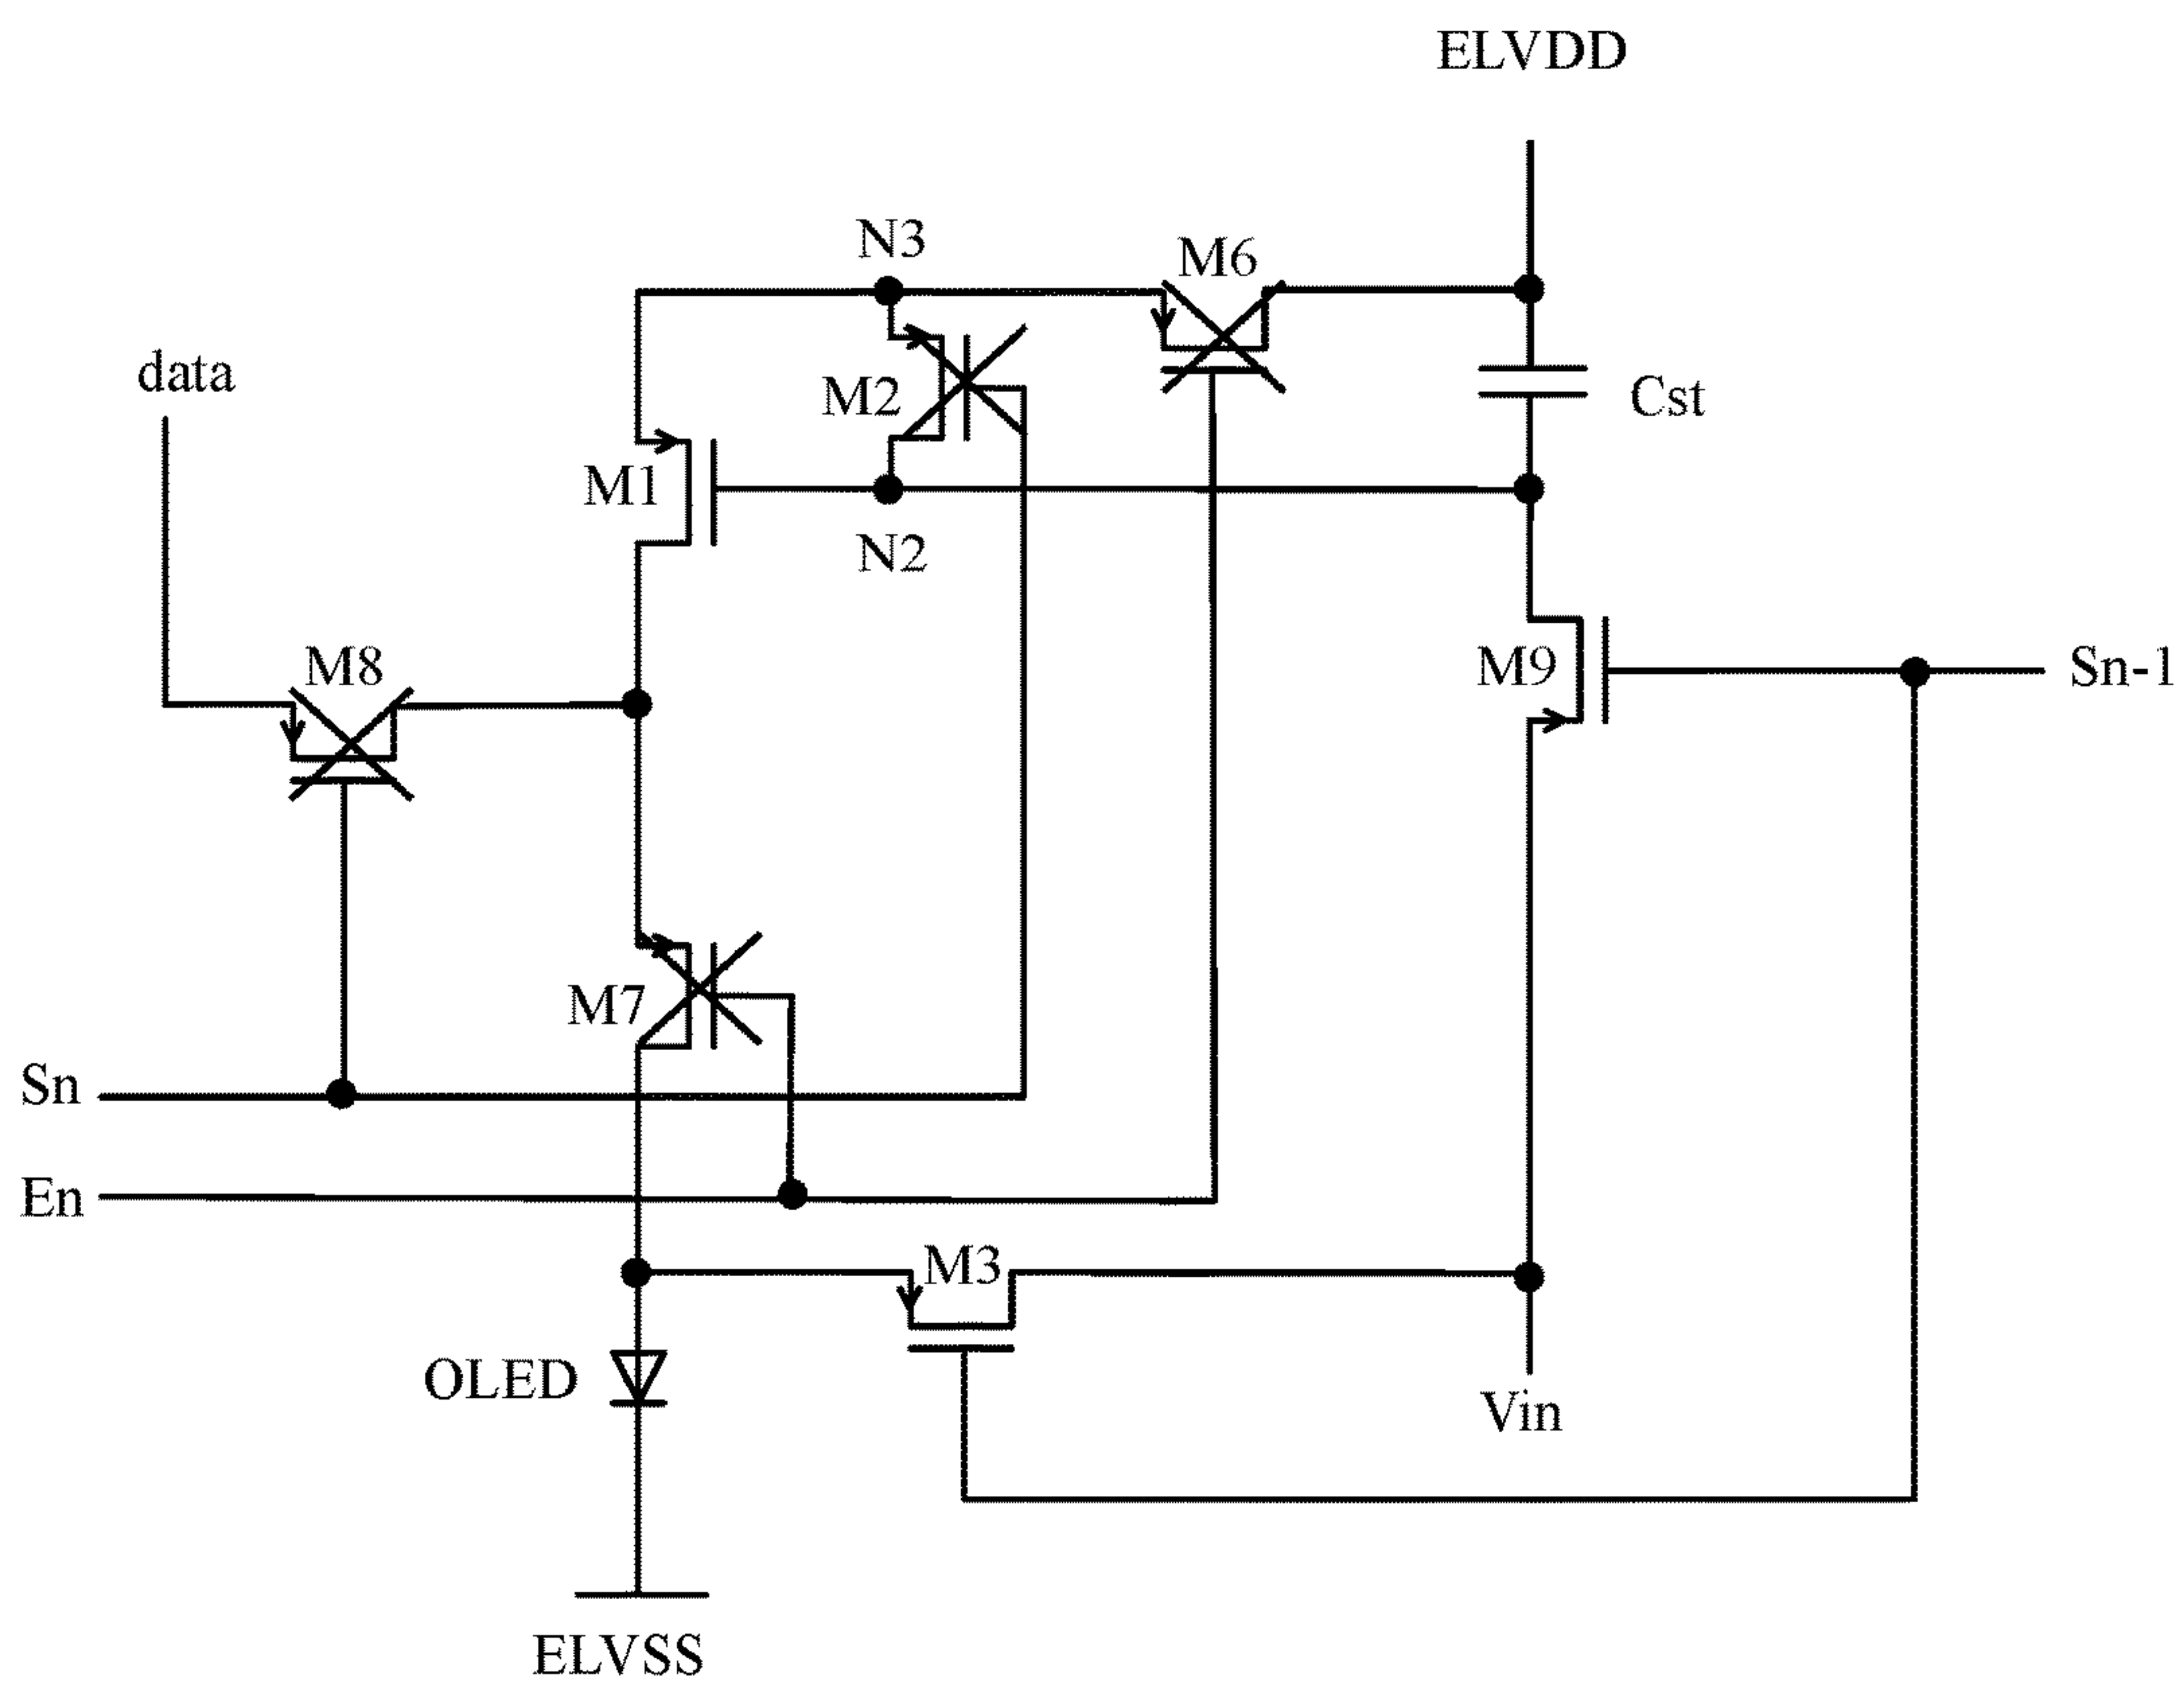 ELVDD
N3
M6
data
M2
Cst
M1
N2
M8
M9
Sn-1
M7
Sn
En
M3
OLED
Vin
ELVSS